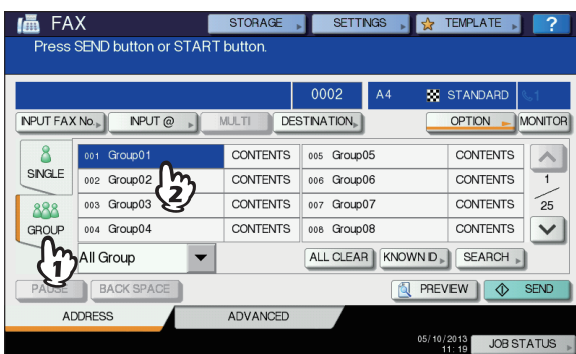 FAX STORAGE SETTINGS TEMPLATE ?
Press SEND button or START button.
0002 A4 STANDARD 1
INPUT FAX No. INPUT @ MULTI DESTINATION OPTION MONITOR
SINGLE
001 Group01 CONTENTS 005 Group05 CONTENTS
002 Group02 CONTENTS 006 Group06 CONTENTS 1
2
003 Group03 CONTENTS 007 Group07 CONTENTS 25
GROUP
004 Group04 CONTENTS 008 Group08 CONTENTS
1
All Group ALL CLEAR KNOWN ID SEARCH
PAUSE BACK SPACE PREVIEW SEND
ADDRESS ADVANCED
05/10/2013
11:19 JOB STATUS